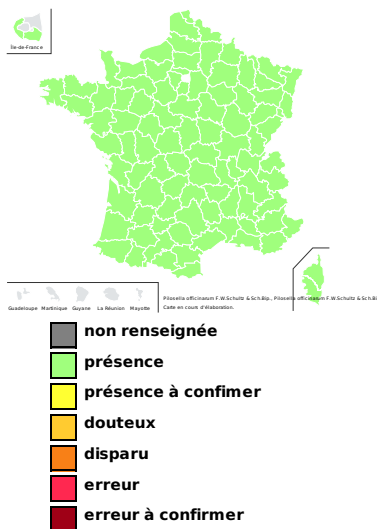 Île-de-France
Guadeloupe Martinique Guyane La Réunion Mayotte
Pilosella officinarum F.W.Schultz & Sch.Bip., Pilosella officinarum F.W.Schultz & Sch.Bi
Carte en cours d'élaboration.
non renseignée
présence
présence à confimer
douteux
disparu
erreur
erreur à confirmer